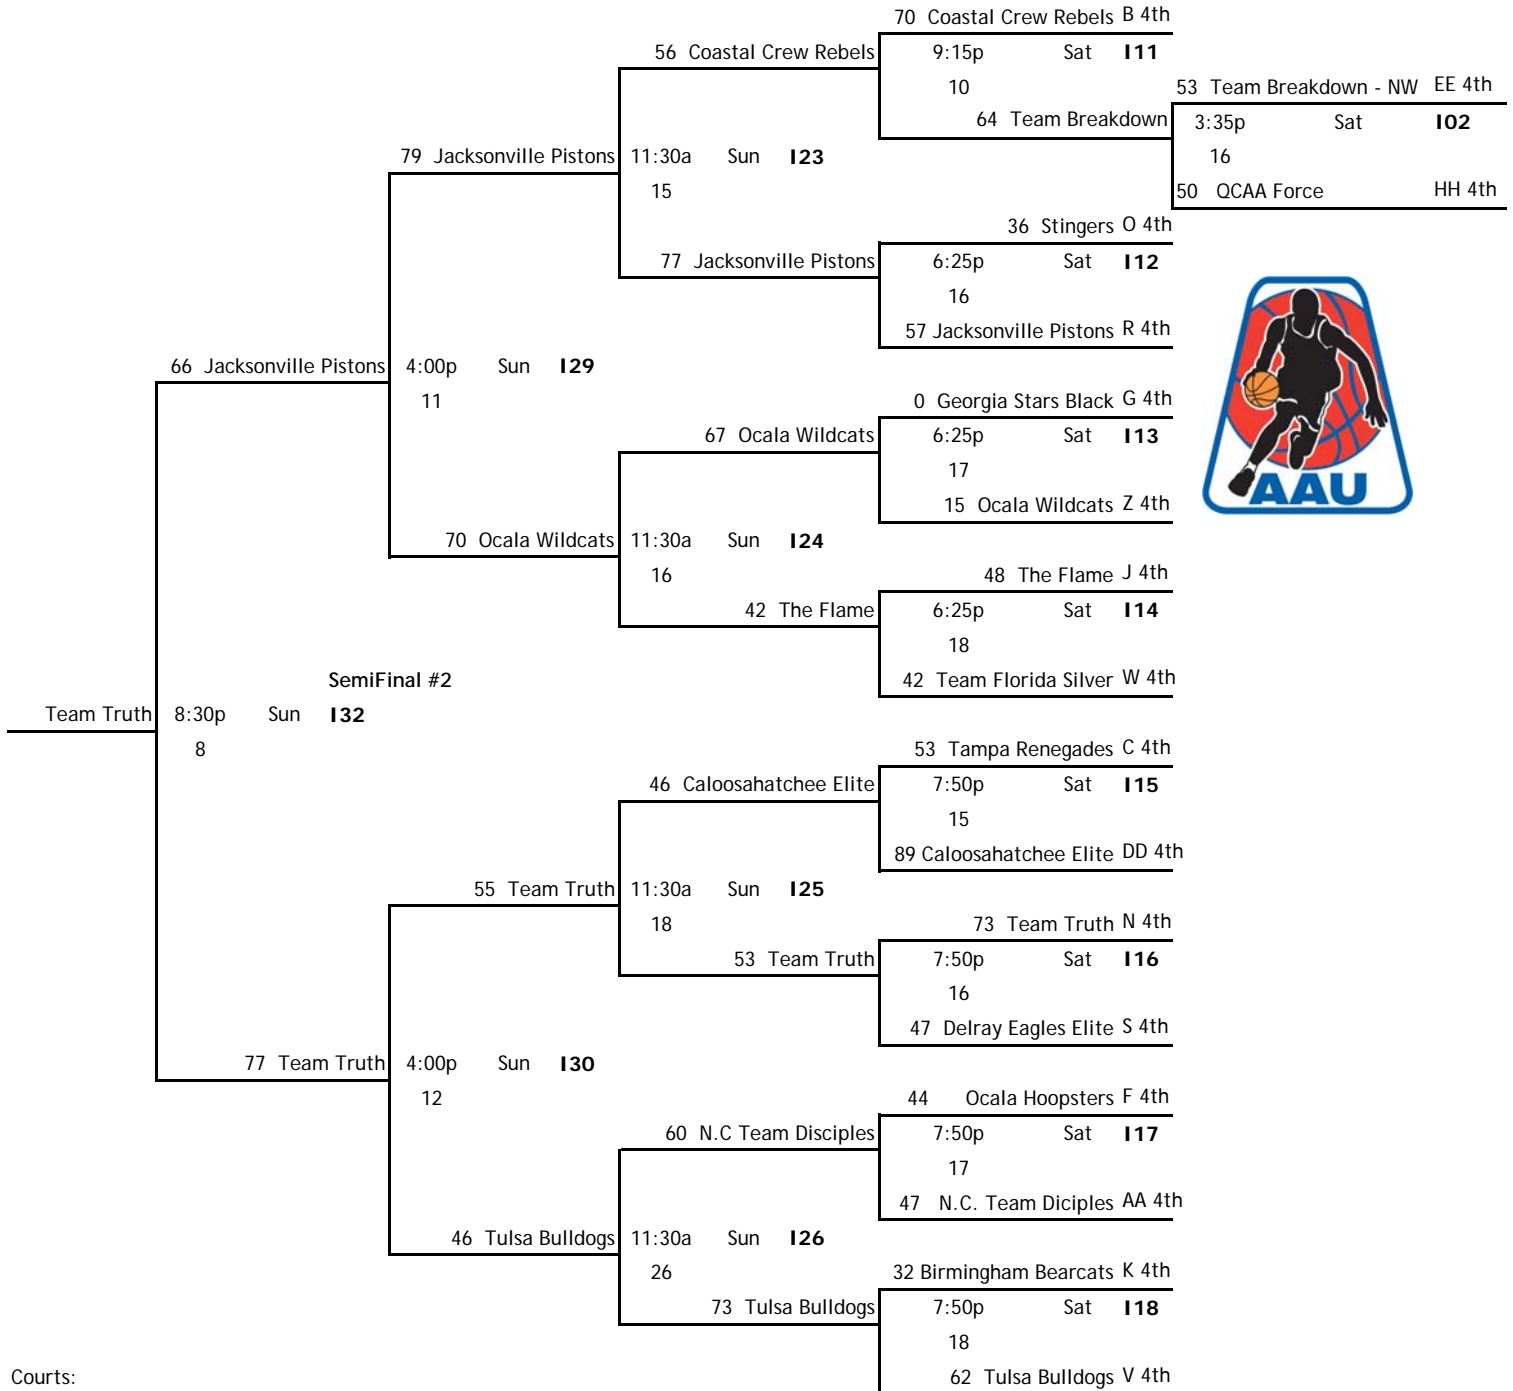 70 Coastal Crew Rebels B 4th
56 Coastal Crew Rebels
9:15p Sat I11
10
53 Team Breakdown - NW EE 4th
64 Team Breakdown
3:35p Sat I02
16
50 QCAA Force HH 4th
79 Jacksonville Pistons
11:30a Sun I23
15
36 Stingers O 4th
77 Jacksonville Pistons
6:25p Sat I12
16
57 Jacksonville Pistons R 4th
66 Jacksonville Pistons
4:00p Sun I29
11
0 Georgia Stars Black G 4th
67 Ocala Wildcats
6:25p Sat I13
17
15 Ocala Wildcats Z 4th
AAU
70 Ocala Wildcats
11:30a Sun I24
16
48 The Flame J 4th
42 The Flame
6:25p Sat I14
18
42 Team Florida Silver W 4th
SemiFinal #2
Team Truth
8:30p Sun I32
8
53 Tampa Renegades C 4th
46 Caloosahatchee Elite
7:50p Sat I15
15
89 Caloosahatchee Elite DD 4th
55 Team Truth
11:30a Sun I25
18
73 Team Truth N 4th
53 Team Truth
7:50p Sat I16
16
47 Delray Eagles Elite S 4th
77 Team Truth
4:00p Sun I30
12
44 Ocala Hoopsters F 4th
60 N.C Team Disciples
7:50p Sat I17
17
47 N.C. Team Diciples AA 4th
46 Tulsa Bulldogs
11:30a Sun I26
26
32 Birmingham Bearcats K 4th
73 Tulsa Bulldogs
7:50p Sat I18
18
Courts:
62 Tulsa Bulldogs V 4th